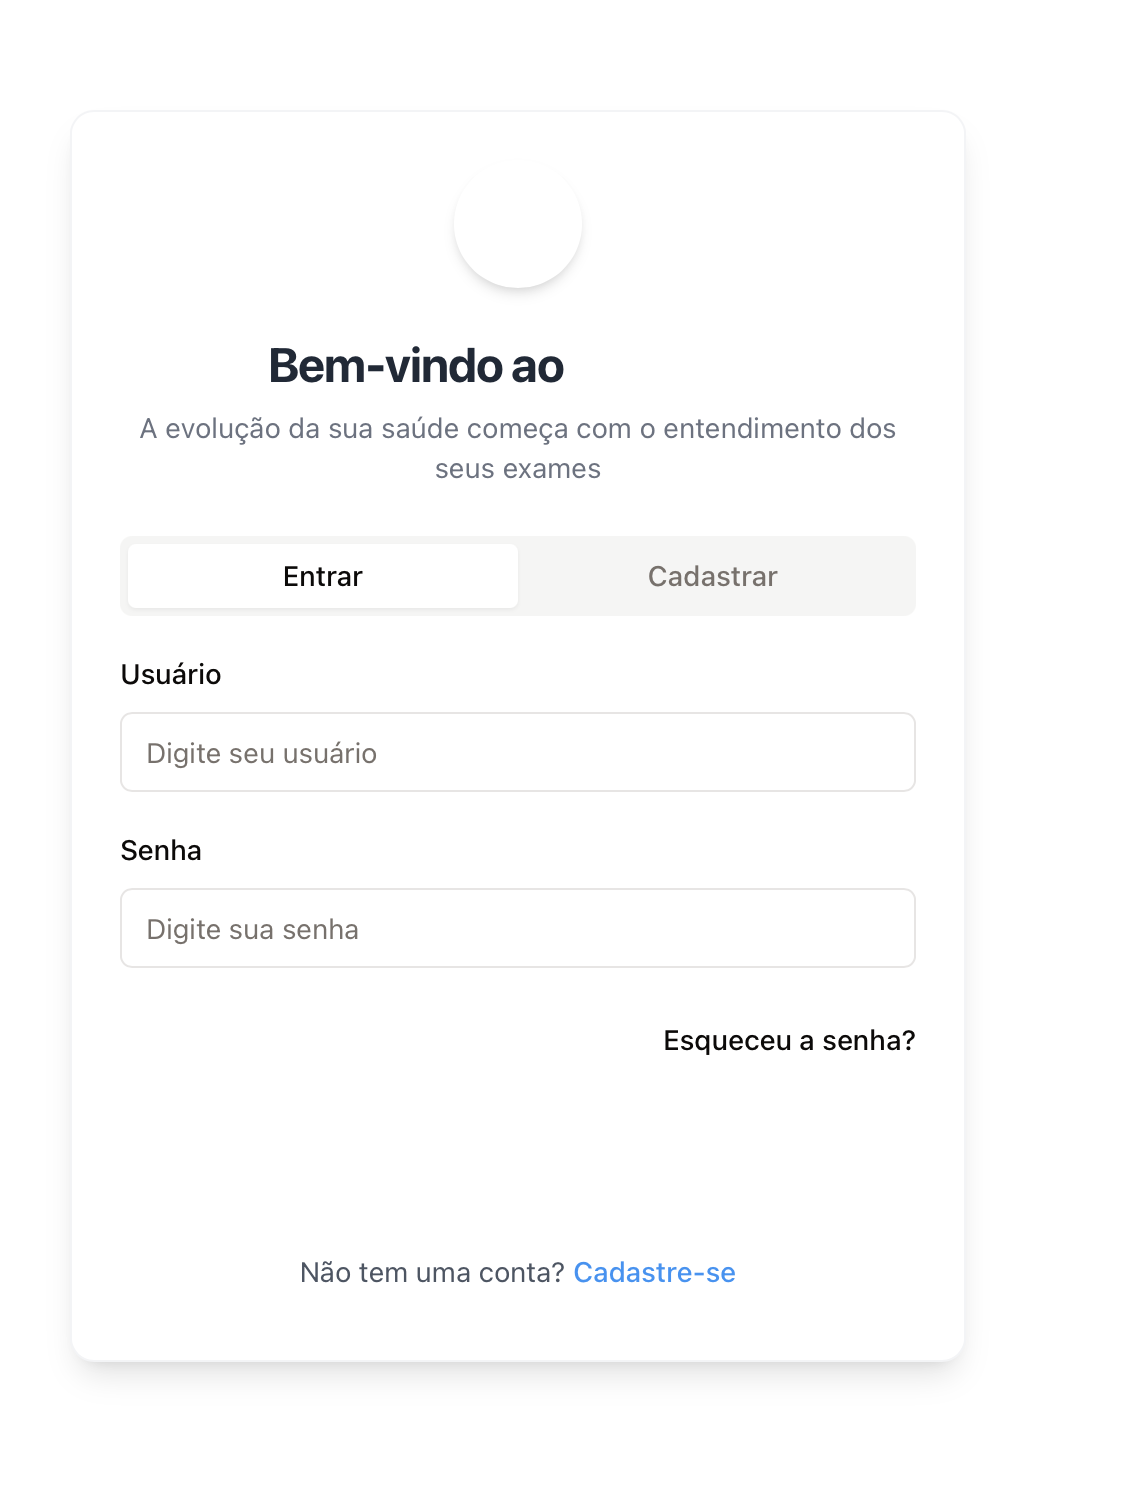 Bem-vindo ao
A evolução da sua saúde começa com o entendimento dos
seus exames
Entrar
Cadastrar
Usuário
Digite seu usuário
Senha
Digite sua senha
Esqueceu a senha?
Não tem uma conta? Cadastre-se